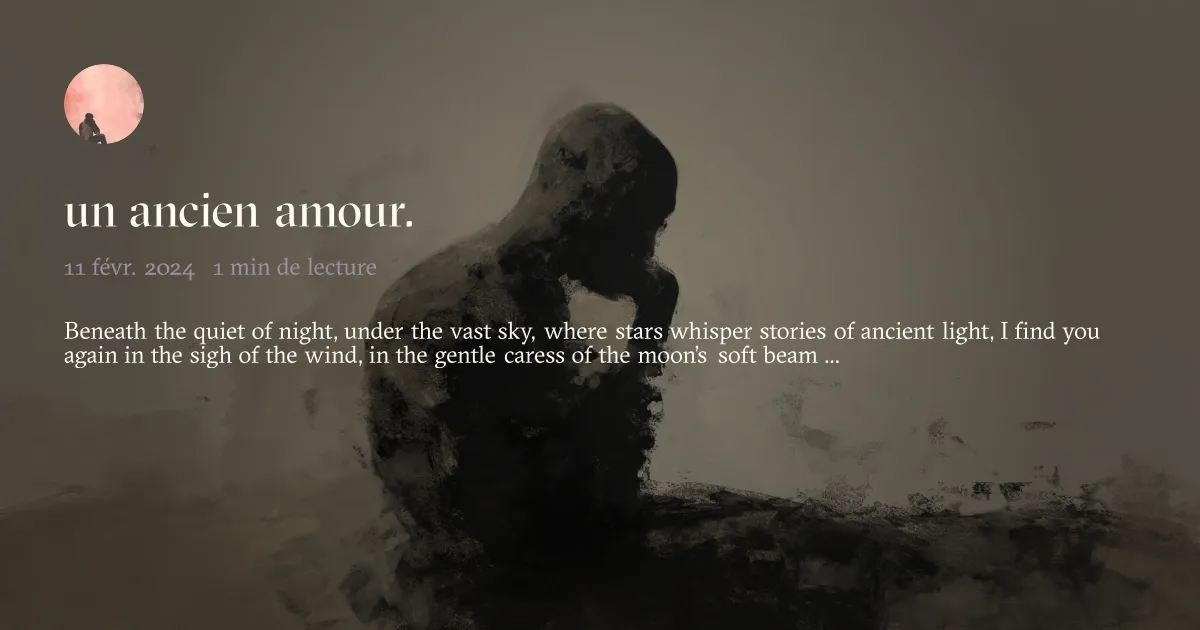 un ancien amour.
11 févr. 2024 1 min de lecture
Beneath the quiet of night, under the vast sky, where stars whisper stories of ancient light, I find you
again in the sigh of the wind, in the gentle caress of the moon's soft beam ...